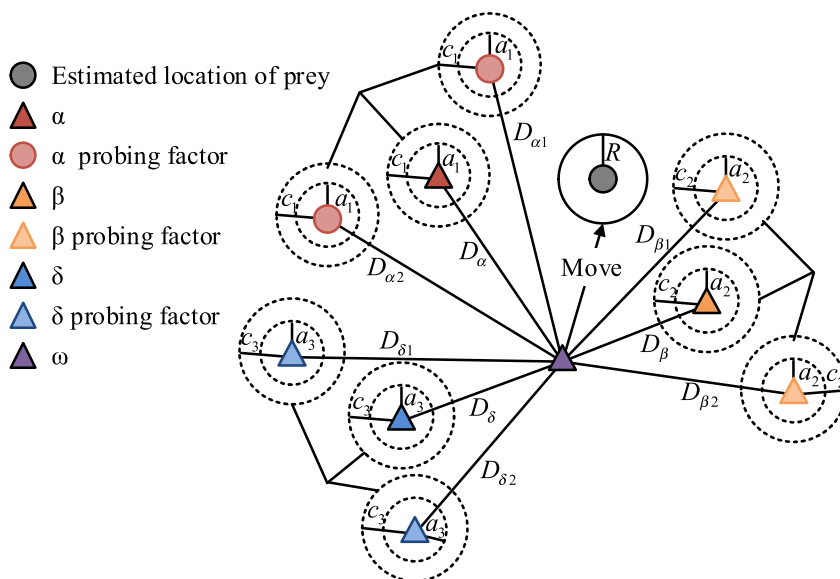 Estimated location of prey
α
α probing factor
β
β probing factor
δ
δ probing factor
ω
c1 a1
Dα1
c1 a1
c1 a1
Dα
Dα2
R
Move
c2 a2
Dβ1
c2 a2
Dβ
a2 c2
Dβ2
c3 a3
Dδ1
c3 a3
Dδ
Dδ2
c3 a3